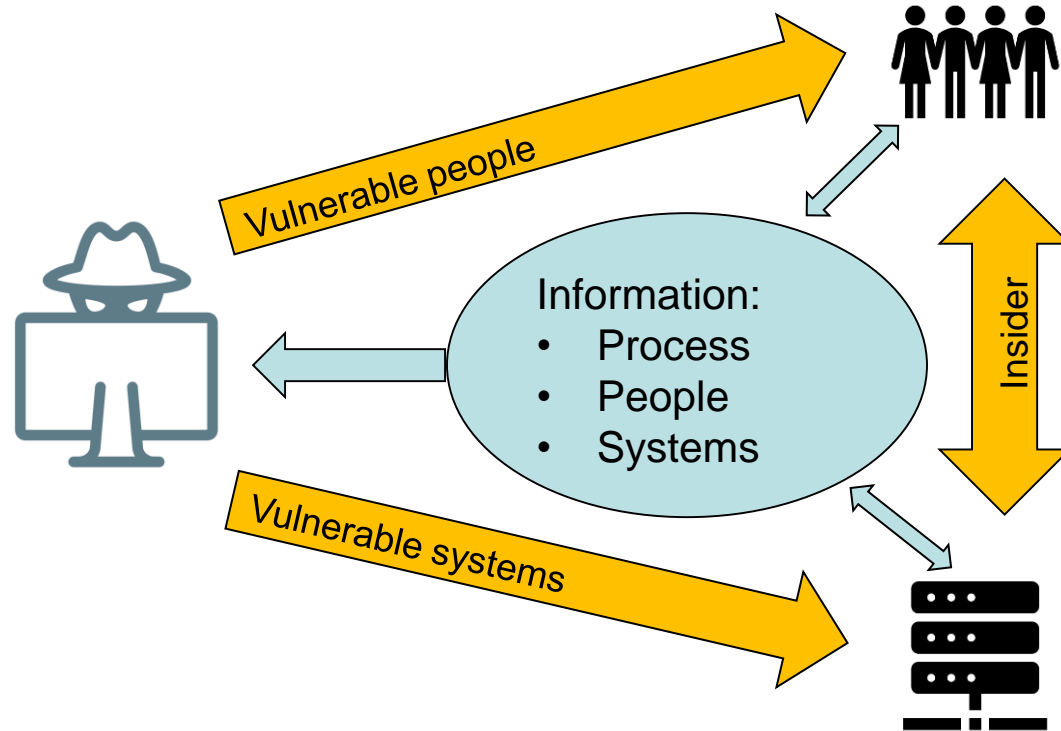 Vulnerable people
Information:
• Process
• People
• Systems
Insider
Vulnerable systems